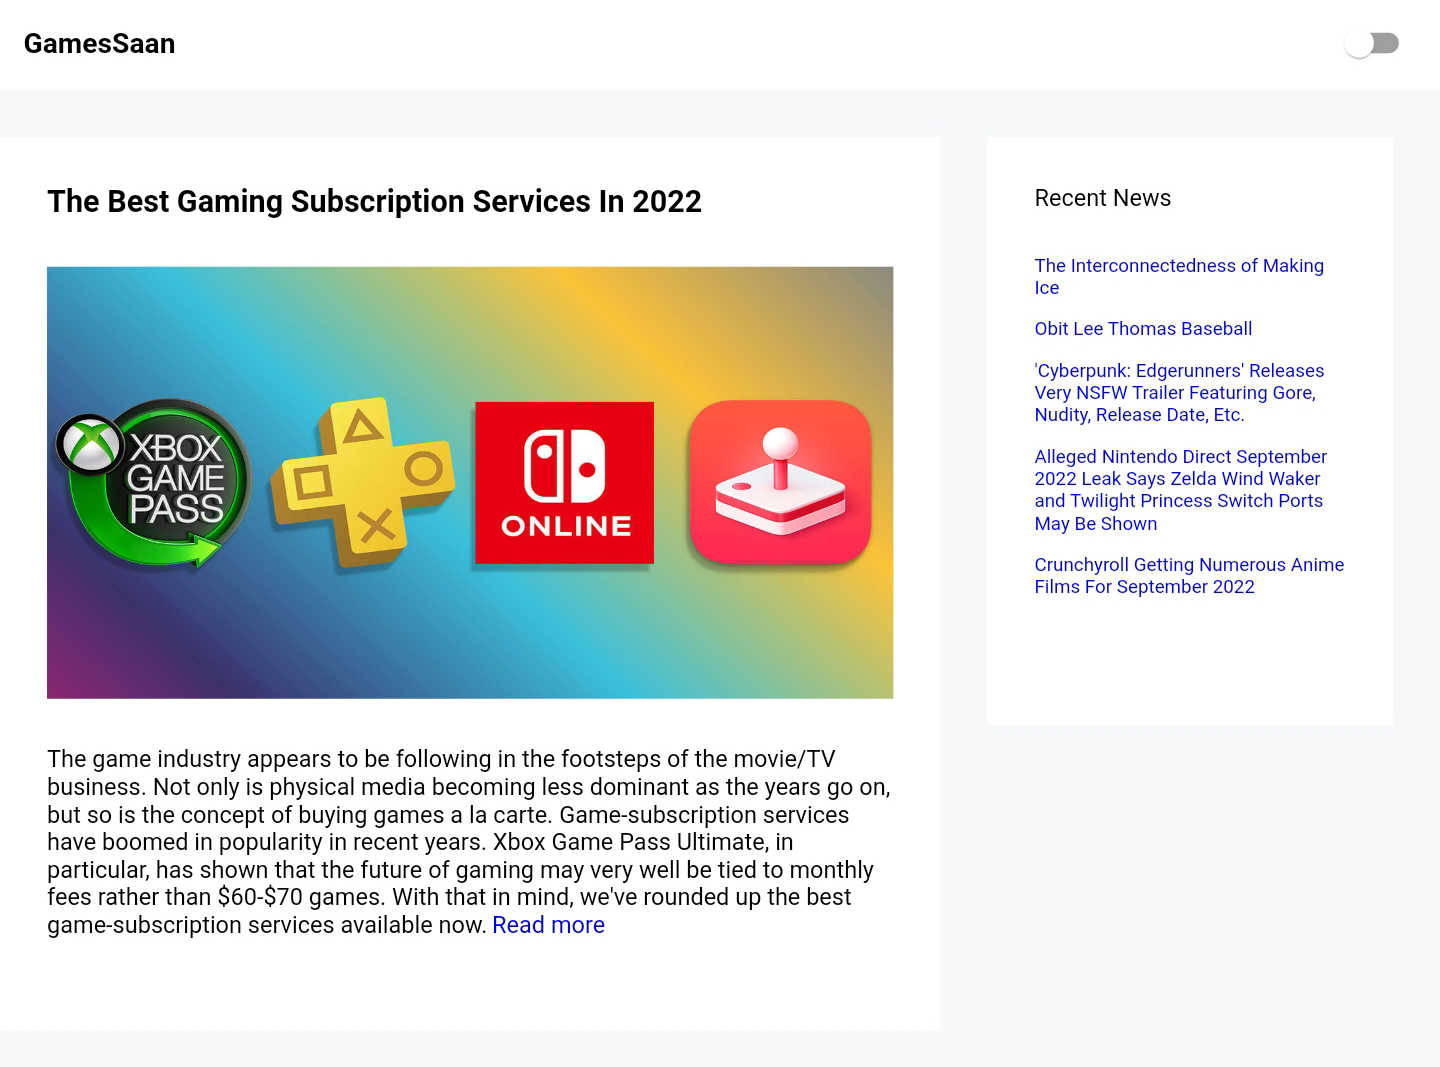 GamesSaan
The Best Gaming Subscription Services In 2022
XBOX
GAME
PASS
ONLINE
The game industry appears to be following in the footsteps of the movie/TV
business. Not only is physical media becoming less dominant as the years go on,
but so is the concept of buying games a la carte. Game-subscription services
have boomed in popularity in recent years. Xbox Game Pass Ultimate, in
particular, has shown that the future of gaming may very well be tied to monthly
fees rather than $60-$70 games. With that in mind, we've rounded up the best
game-subscription services available now. Read more
Recent News
The Interconnectedness of Making
Ice
Obit Lee Thomas Baseball
'Cyberpunk: Edgerunners' Releases
Very NSFW Trailer Featuring Gore,
Nudity, Release Date, Etc.
Alleged Nintendo Direct September
2022 Leak Says Zelda Wind Waker
and Twilight Princess Switch Ports
May Be Shown
Crunchyroll Getting Numerous Anime
Films For September 2022